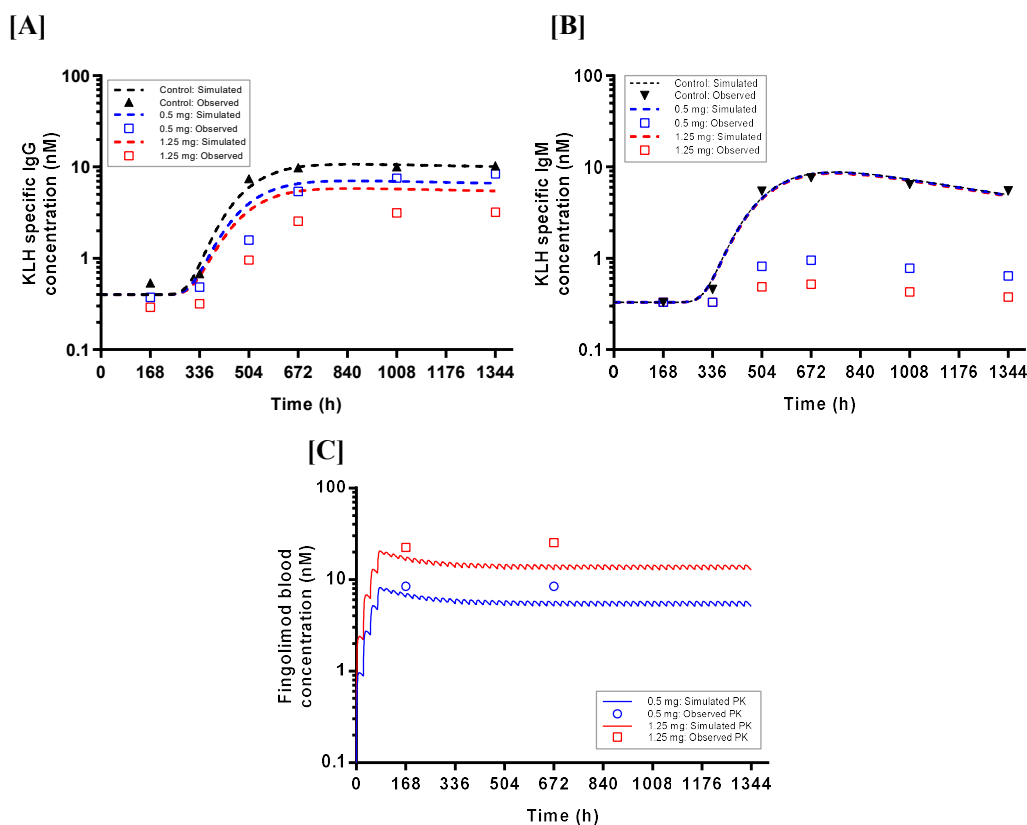 [A]
100
10
1
0.1
KLH specific IgG
concentration (nM)
Control: Simulated
Control: Observed
0.5 mg: Simulated
0.5 mg: Observed
1.25 mg: Simulated
1.25 mg: Observed
0 168 336 504 672 840 1008 1176 1344
Time (h)
[B]
100
10
1
0.1
KLH specific IgM
concentration (nM)
Control: Simulated
Control: Observed
0.5 mg: Simulated
0.5 mg: Observed
1.25 mg: Simulated
1.25 mg: Observed
0 168 336 504 672 840 1008 1176 1344
Time (h)
[C]
100
10
1
0.1
Fingolimod blood
concentration (nM)
0.5 mg: Simulated PK
0.5 mg: Observed PK
1.25 mg: Simulated PK
1.25 mg: Observed PK
0 168 336 504 672 840 1008 1176 1344
Time (h)